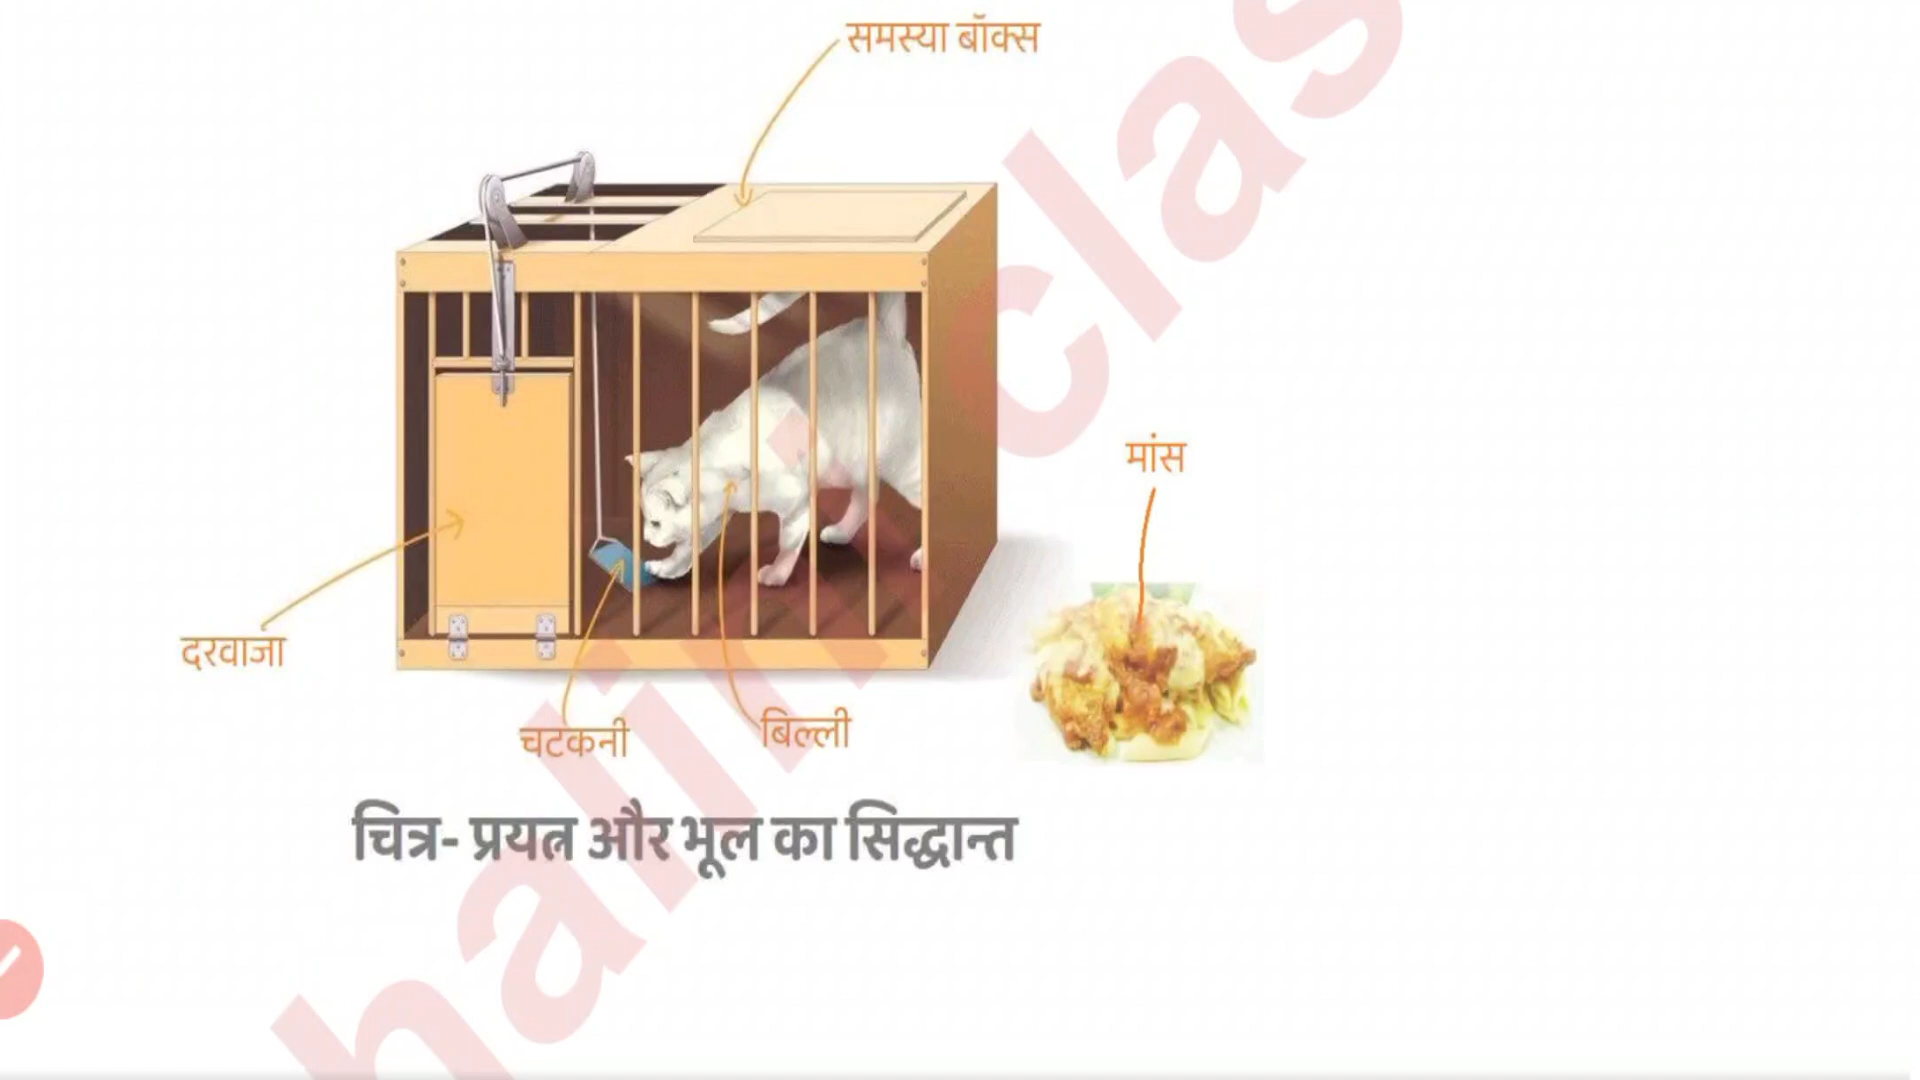 समस्या बॉक्स
मांस
दरवाजा
चटकनी
बिल्ली
चित्र- प्रयत्न और भूल का सिद्धान्त